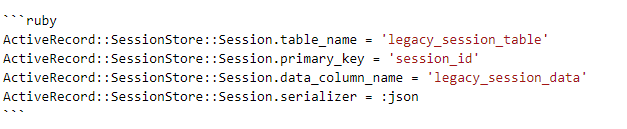 ```ruby
ActiveRecord::SessionStore::Session.table_name = 'legacy_session_table'
ActiveRecord::SessionStore::Session.primary_key = 'session_id'
ActiveRecord::SessionStore::Session.data_column_name = 'legacy_session_data'
ActiveRecord::SessionStore::Session.serializer = :json
```